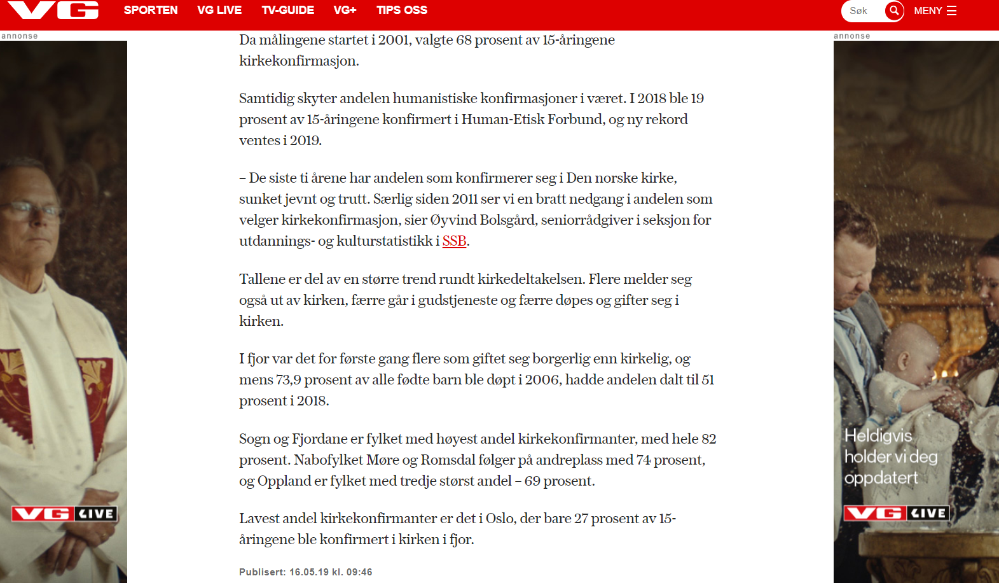 VG SPORTEN VG LIVE TV-GUIDE VG+ TIPS OSS Søk MENY
annonse
annonse
Da målingene startet i 2001, valgte 68 prosent av 15-åringene
kirkekonfirmasjon.
Samtidig skyter andelen humanistiske konfirmasjoner i været. I 2018 ble 19
prosent av 15-åringene konfirmert i Human-Etisk Forbund, og ny rekord
ventes i 2019.
– De siste ti årene har andelen som konfirmerer seg i Den norske kirke,
sunket jevnt og trutt. Særlig siden 2011 ser vi en bratt nedgang i andelen som
velger kirkekonfirmasjon, sier Øyvind Bolsgård, seniorrådgiver i seksjon for
utdannings- og kulturstatistikk i SSB.
Tallene er del av en større trend rundt kirkedeltakelsen. Flere melder seg
også ut av kirken, færre går i gudstjeneste og færre døpes og gifter seg i
kirken.
I fjor var det for første gang flere som giftet seg borgerlig enn kirkelig, og
mens 73,9 prosent av alle fødte barn ble døpt i 2006, hadde andelen dalt til 51
prosent i 2018.
Sogn og Fjordane er fylket med høyest andel kirkekonfirmanter, med hele 82
prosent. Nabofylket Møre og Romsdal følger på andreplass med 74 prosent,
og Oppland er fylket med tredje størst andel – 69 prosent.
Lavest andel kirkekonfirmanter er det i Oslo, der bare 27 prosent av 15-
åringene ble konfirmert i kirken i fjor.
Publisert: 16.05.19 kl. 09:46
VG LIVE
Heldigvis
holder vi deg
oppdatert
VG LIVE